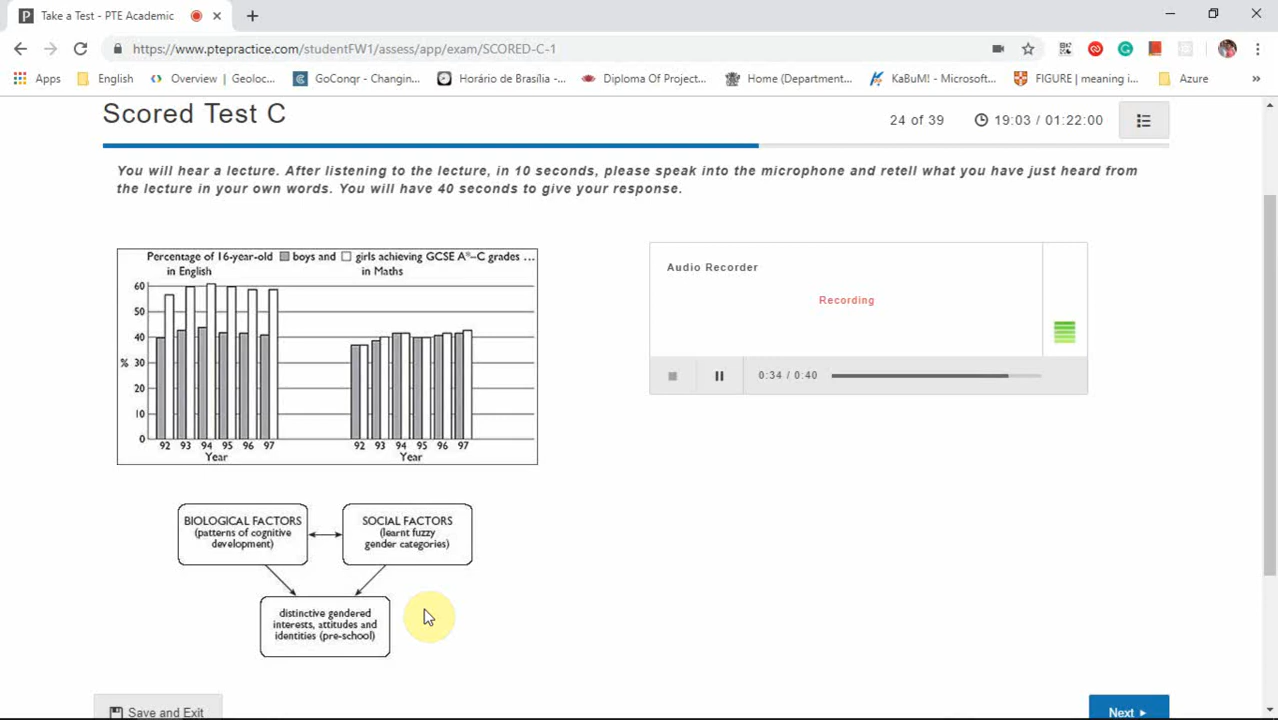 Take a Test - PTE Academic
https://www.ptepractice.com/studentFW1/assess/app/exam/SCORED-C-1
Apps
English
Overview | Geoloc...
GoConqr - Changin...
Horário de Brasília -...
Diploma Of Project...
Home (Department...
KaBuM! - Microsoft...
FIGURE | meaning i...
Azure
»
Scored Test C
24 of 39
19:03 / 01:22:00
You will hear a lecture. After listening to the lecture, in 10 seconds, please speak into the microphone and retell what you have just heard from
the lecture in your own words. You will have 40 seconds to give your response.
Percentage of 16-year-old boys and girls achieving GCSE A*–C grades ...
in English in Maths
60
50
40
% 30
20
10
0
92 93 94 95 96 97
Year
92 93 94 95 96 97
Year
Audio Recorder
Recording
0:34 / 0:40
BIOLOGICAL FACTORS
(patterns of cognitive
development)
SOCIAL FACTORS
(learnt fuzzy
gender categories)
distinctive gendered
interests, attitudes and
identities (pre-school)
Save and Exit
Next